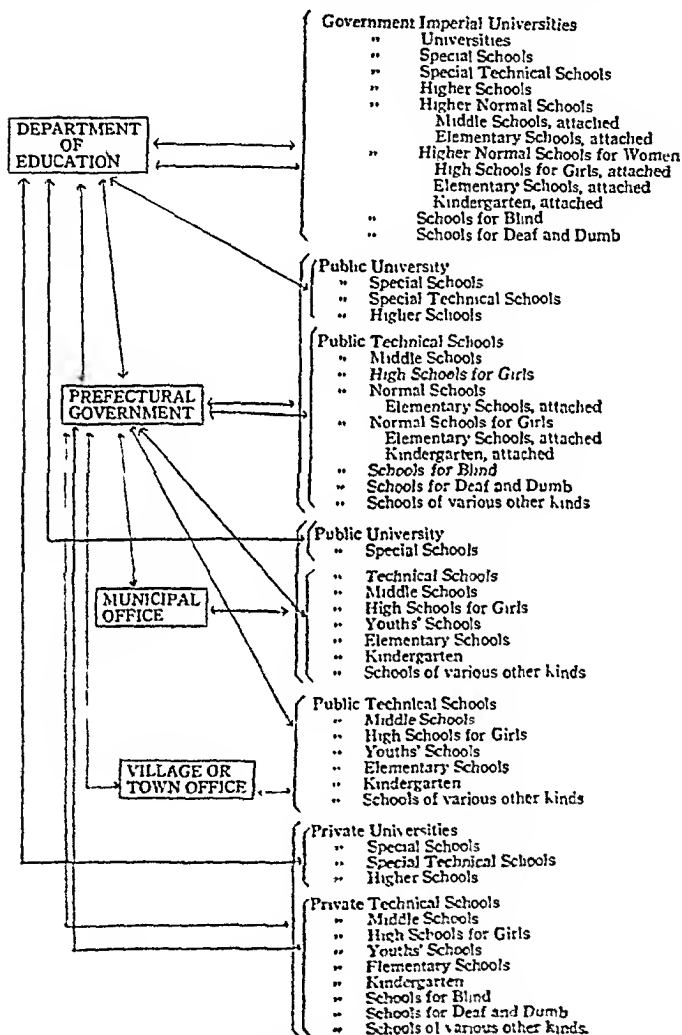 Government Imperial Universities
" Universities
" Special Schools
" Special Technical Schools
" Higher Schools
" Higher Normal Schools
Middle Schools, attached
Elementary Schools, attached
" Higher Normal Schools for Women
High Schools for Girls, attached
Elementary Schools, attached
Kindergarten, attached
" Schools for Blind
" Schools for Deaf and Dumb
DEPARTMENT
OF
EDUCATION
Public University
" Special Schools
" Special Technical Schools
" Higher Schools
Public Technical Schools
" Middle Schools
" High Schools for Girls
" Normal Schools
Elementary Schools, attached
" Normal Schools for Girls
Elementary Schools, attached
Kindergarten, attached
" Schools for Blind
" Schools for Deaf and Dumb
" Schools of various other kinds
PREFECTURAL
GOVERNMENT
Public University
" Special Schools
" Technical Schools
" Middle Schools
" High Schools for Girls
" Youths' Schools
" Elementary Schools
" Kindergarten
" Schools of various other kinds
MUNICIPAL
OFFICE
Public Technical Schools
" Middle Schools
" High Schools for Girls
" Youths' Schools
" Elementary Schools
" Kindergarten
" Schools of various other kinds
VILLAGE OR
TOWN OFFICE
Private Universities
" Special Schools
" Special Technical Schools
" Higher Schools
Private Technical Schools
" Middle Schools
" High Schools for Girls
" Youths' Schools
" Elementary Schools
" Kindergarten
" Schools for Blind
" Schools for Deaf and Dumb
" Schools of various other kinds.